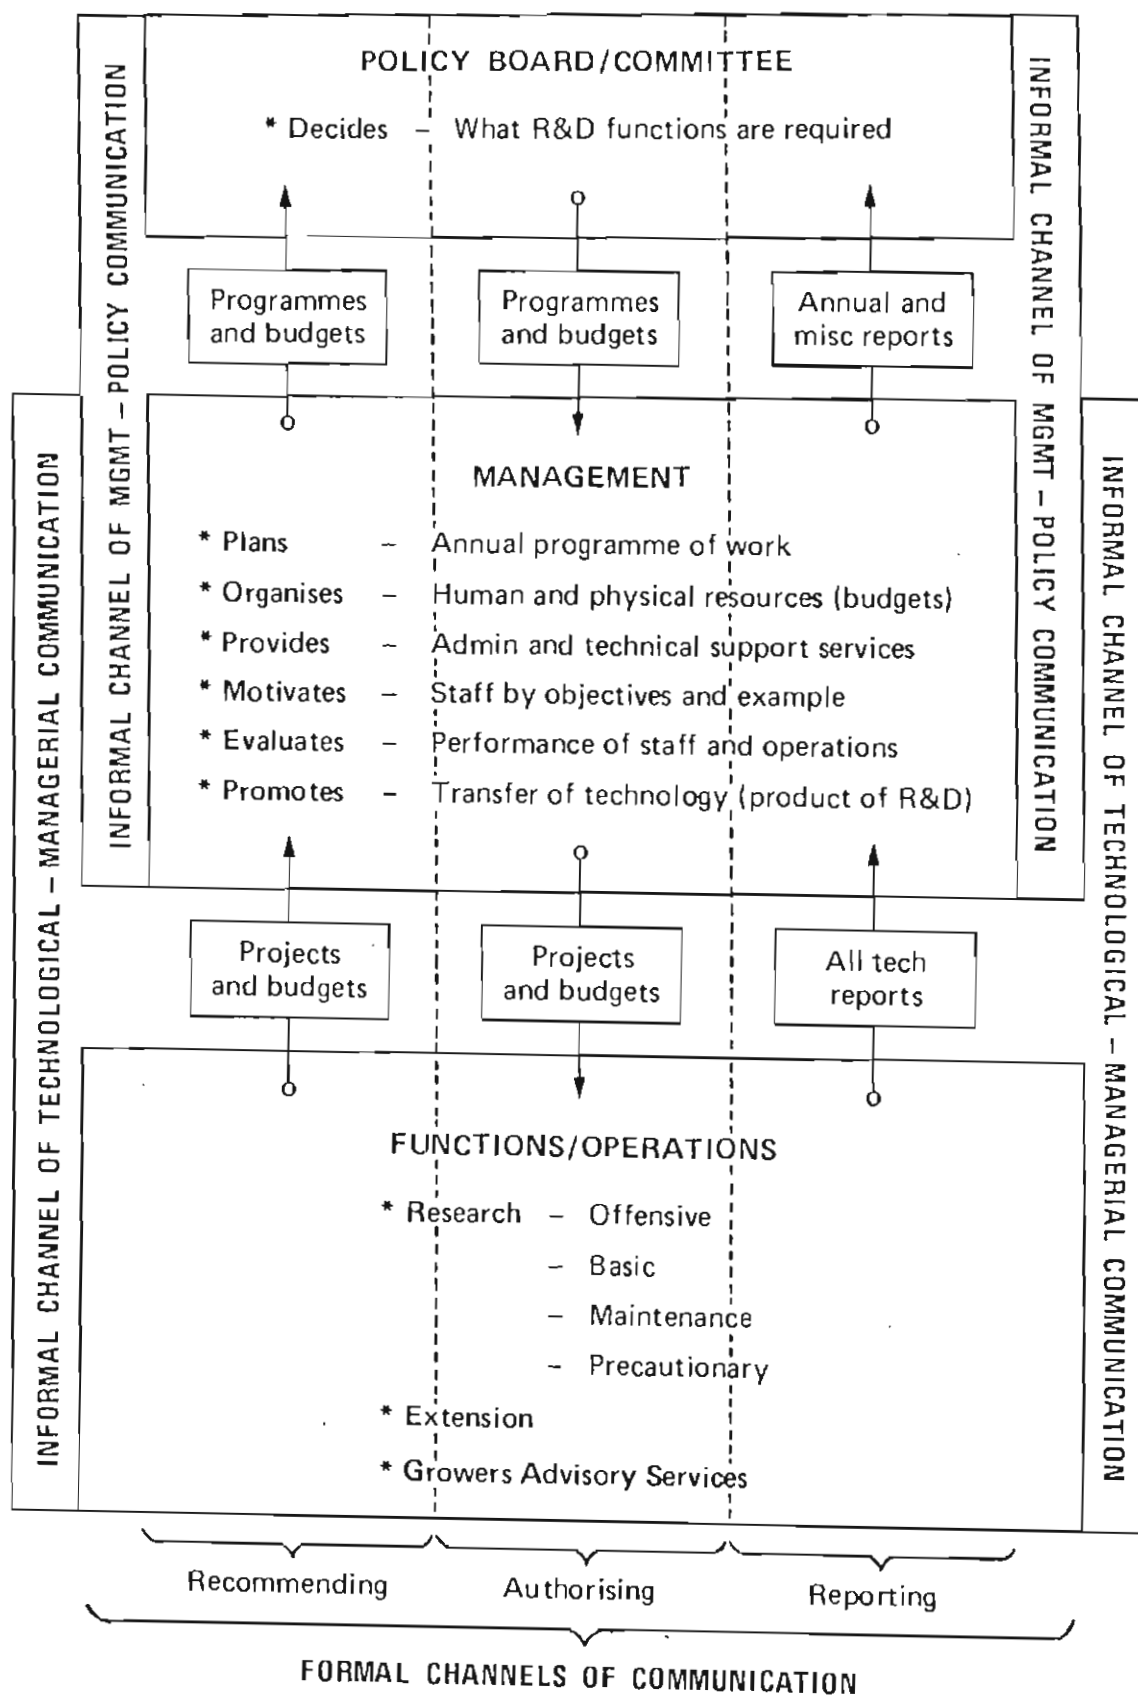 POLICY BOARD/COMMITTEE
* Decides – What R&D functions are required
Programmes
and budgets
Programmes
and budgets
Annual and
misc reports
INFORMAL CHANNEL OF MGMT – POLICY COMMUNICATION
INFORMAL CHANNEL OF MGMT – POLICY COMMUNICATION
MANAGEMENT
* Plans – Annual programme of work
* Organises – Human and physical resources (budgets)
* Provides – Admin and technical support services
* Motivates – Staff by objectives and example
* Evaluates – Performance of staff and operations
* Promotes – Transfer of technology (product of R&D)
Projects
and budgets
Projects
and budgets
All tech
reports
INFORMAL CHANNEL OF TECHNOLOGICAL – MANAGERIAL COMMUNICATION
INFORMAL CHANNEL OF TECHNOLOGICAL – MANAGERIAL COMMUNICATION
FUNCTIONS/OPERATIONS
* Research – Offensive
– Basic
– Maintenance
– Precautionary
* Extension
* Growers Advisory Services
Recommending
Authorising
Reporting
FORMAL CHANNELS OF COMMUNICATION